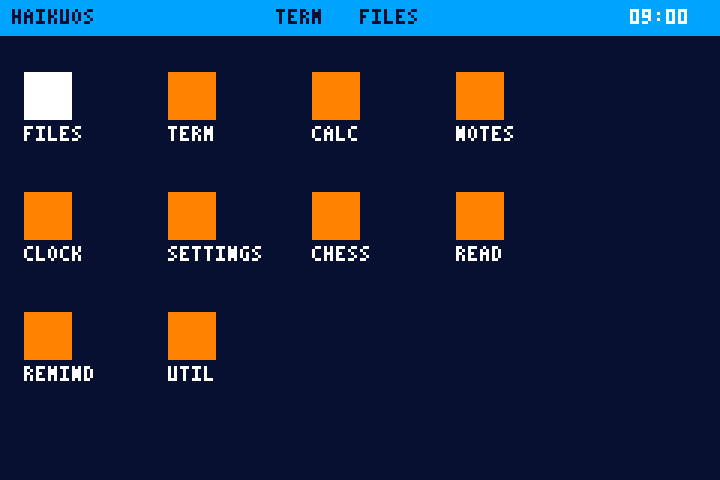 HAIKUOS TERM FILES 09:00
FILES TERM CALC NOTES
CLOCK SETTINGS CHESS READ
REMIND UTIL